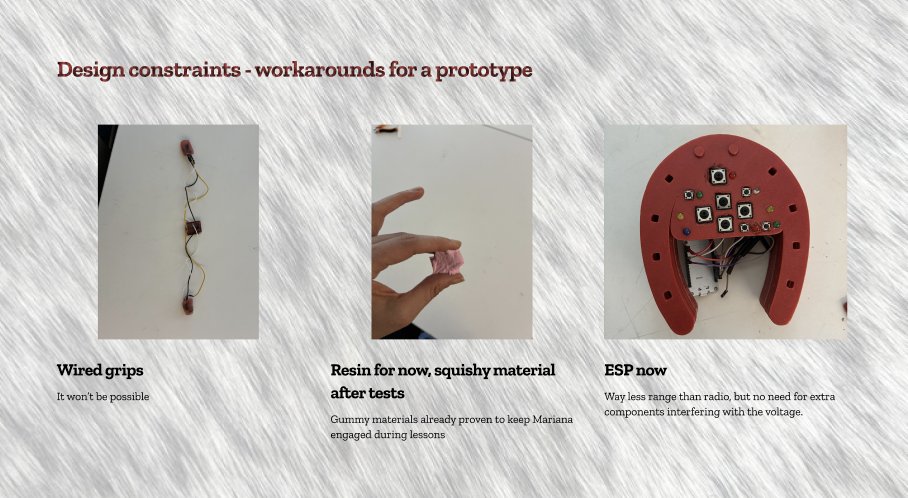 Design constraints - workarounds for a prototype
Wired grips
It won't be possible
Resin for now, squishy material
after tests
Gummy materials already proven to keep Mariana
engaged during lessons
ESP now
Way less range than radio, but no need for extra
components interfering with the voltage.